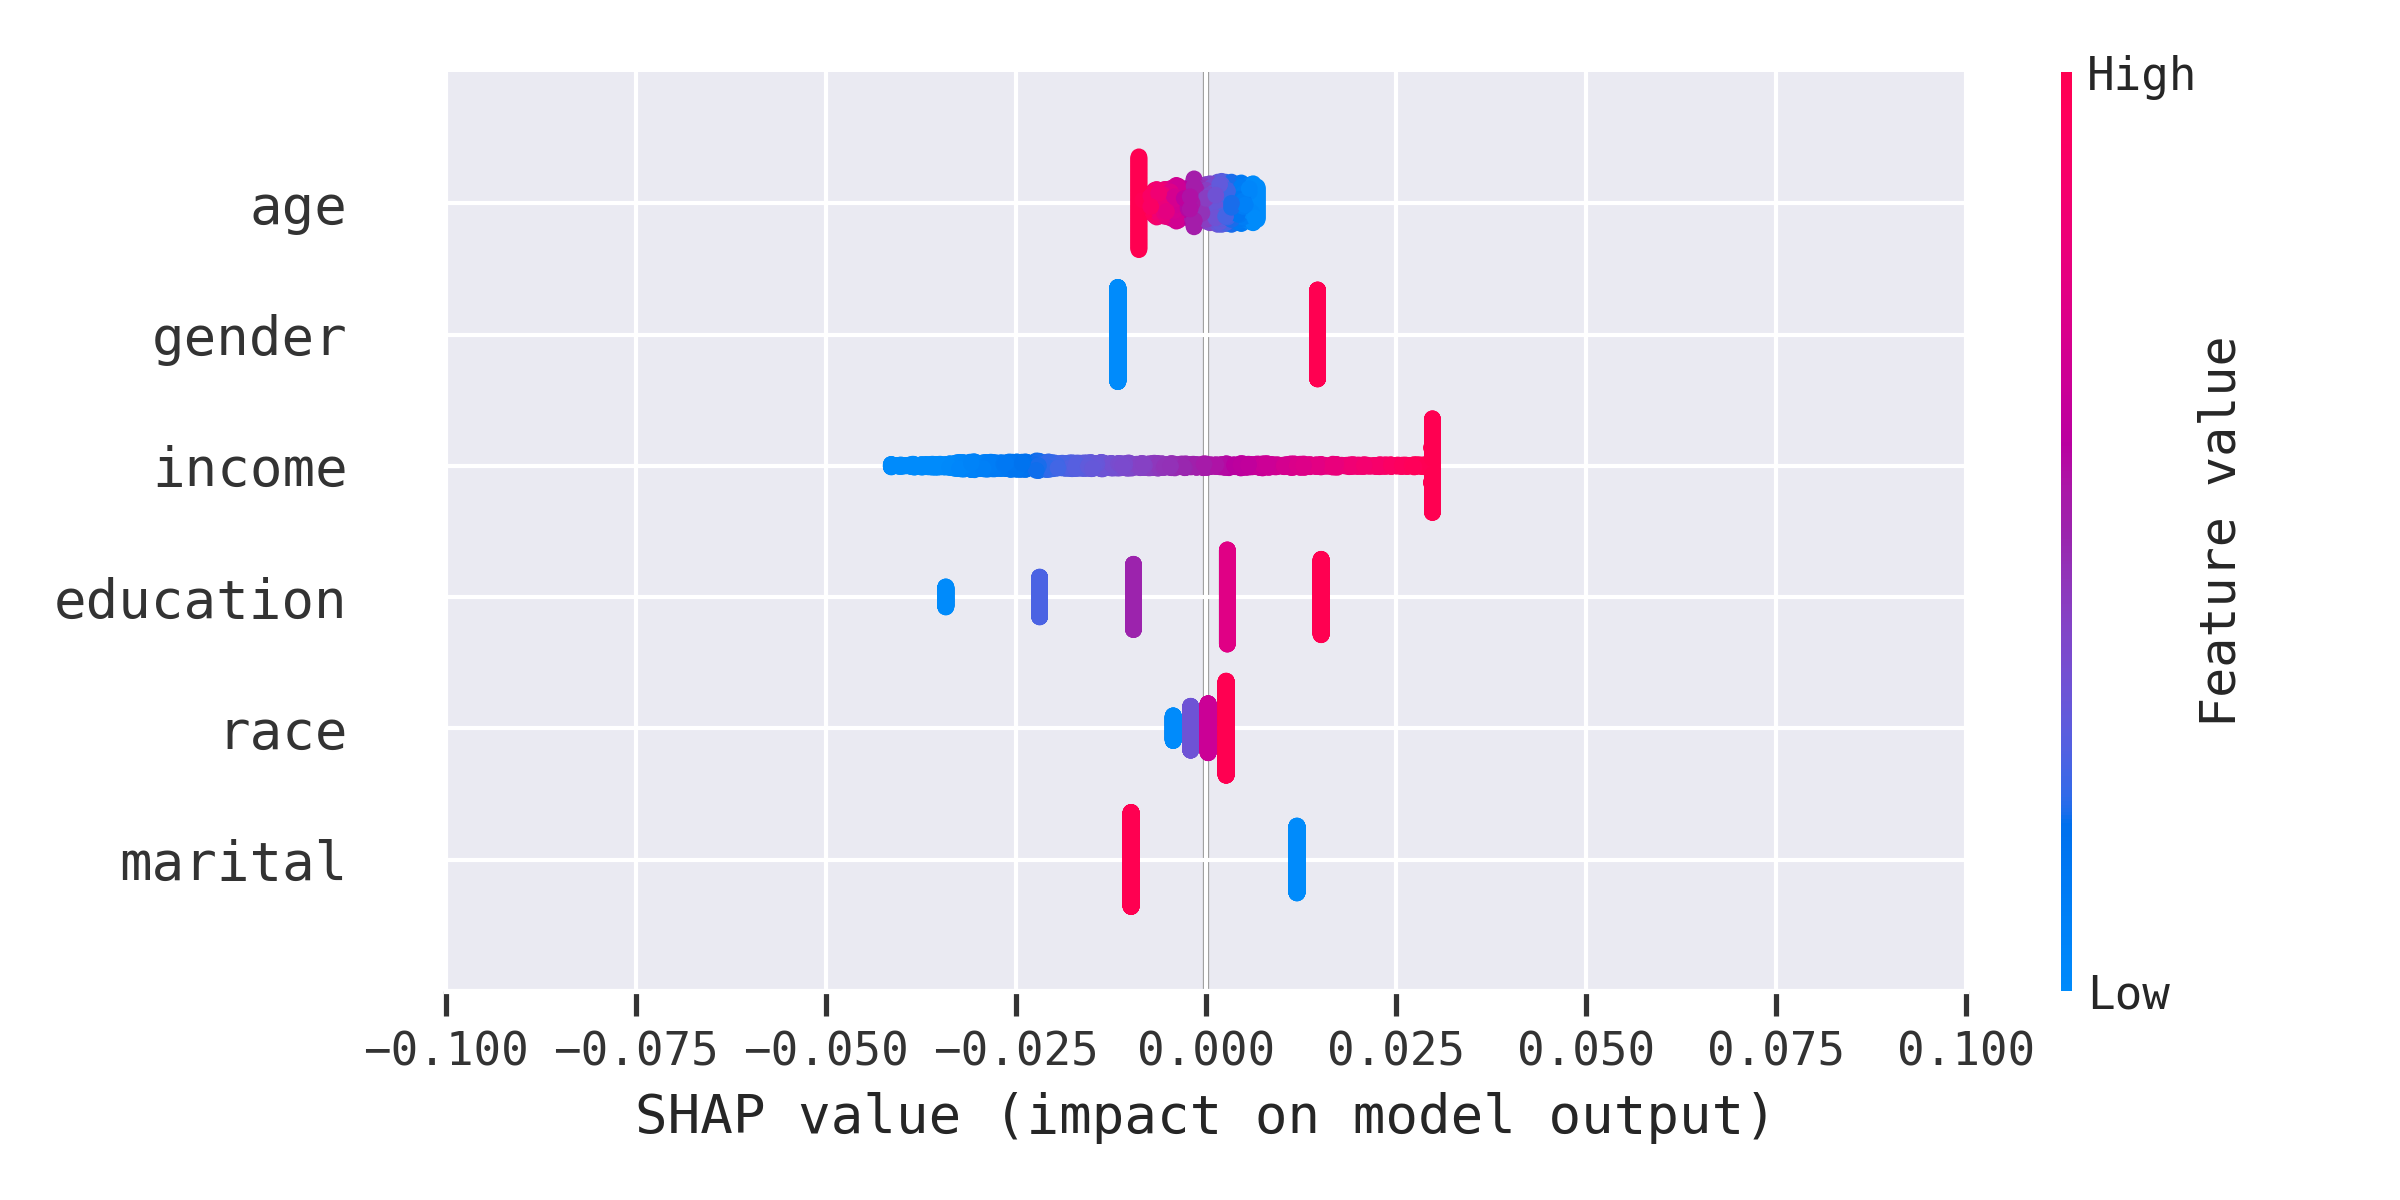 High
age
gender
income
education
race
marital
Feature value
Low
−0.100 −0.075 −0.050 −0.025 0.000 0.025 0.050 0.075 0.100
SHAP value (impact on model output)